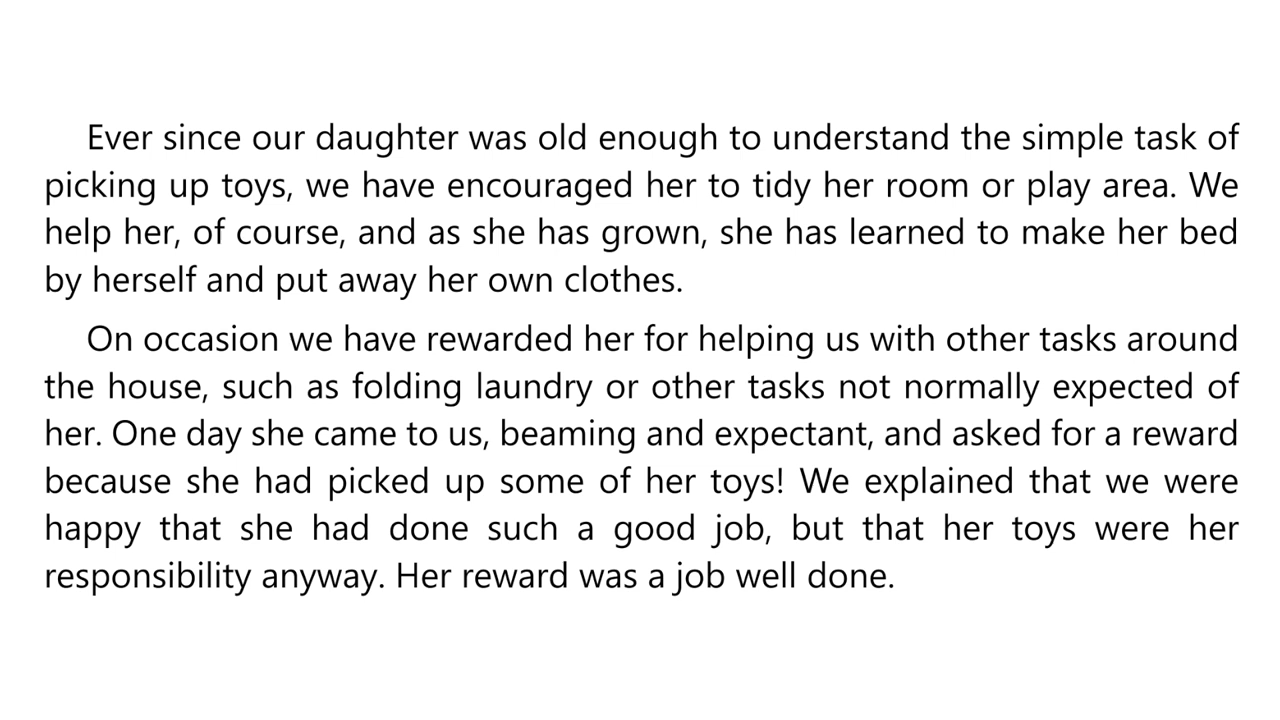 Ever since our daughter was old enough to understand the simple task of
picking up toys, we have encouraged her to tidy her room or play area. We
help her, of course, and as she has grown, she has learned to make her bed
by herself and put away her own clothes.
On occasion we have rewarded her for helping us with other tasks around
the house, such as folding laundry or other tasks not normally expected of
her. One day she came to us, beaming and expectant, and asked for a reward
because she had picked up some of her toys! We explained that we were
happy that she had done such a good job, but that her toys were her
responsibility anyway. Her reward was a job well done.